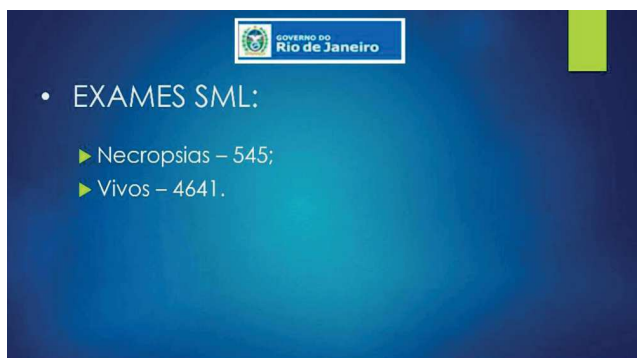 GOVERNO DO
Rio de Janeiro
• EXAMES SML:
Necropsias – 545;
Vivos – 4641.